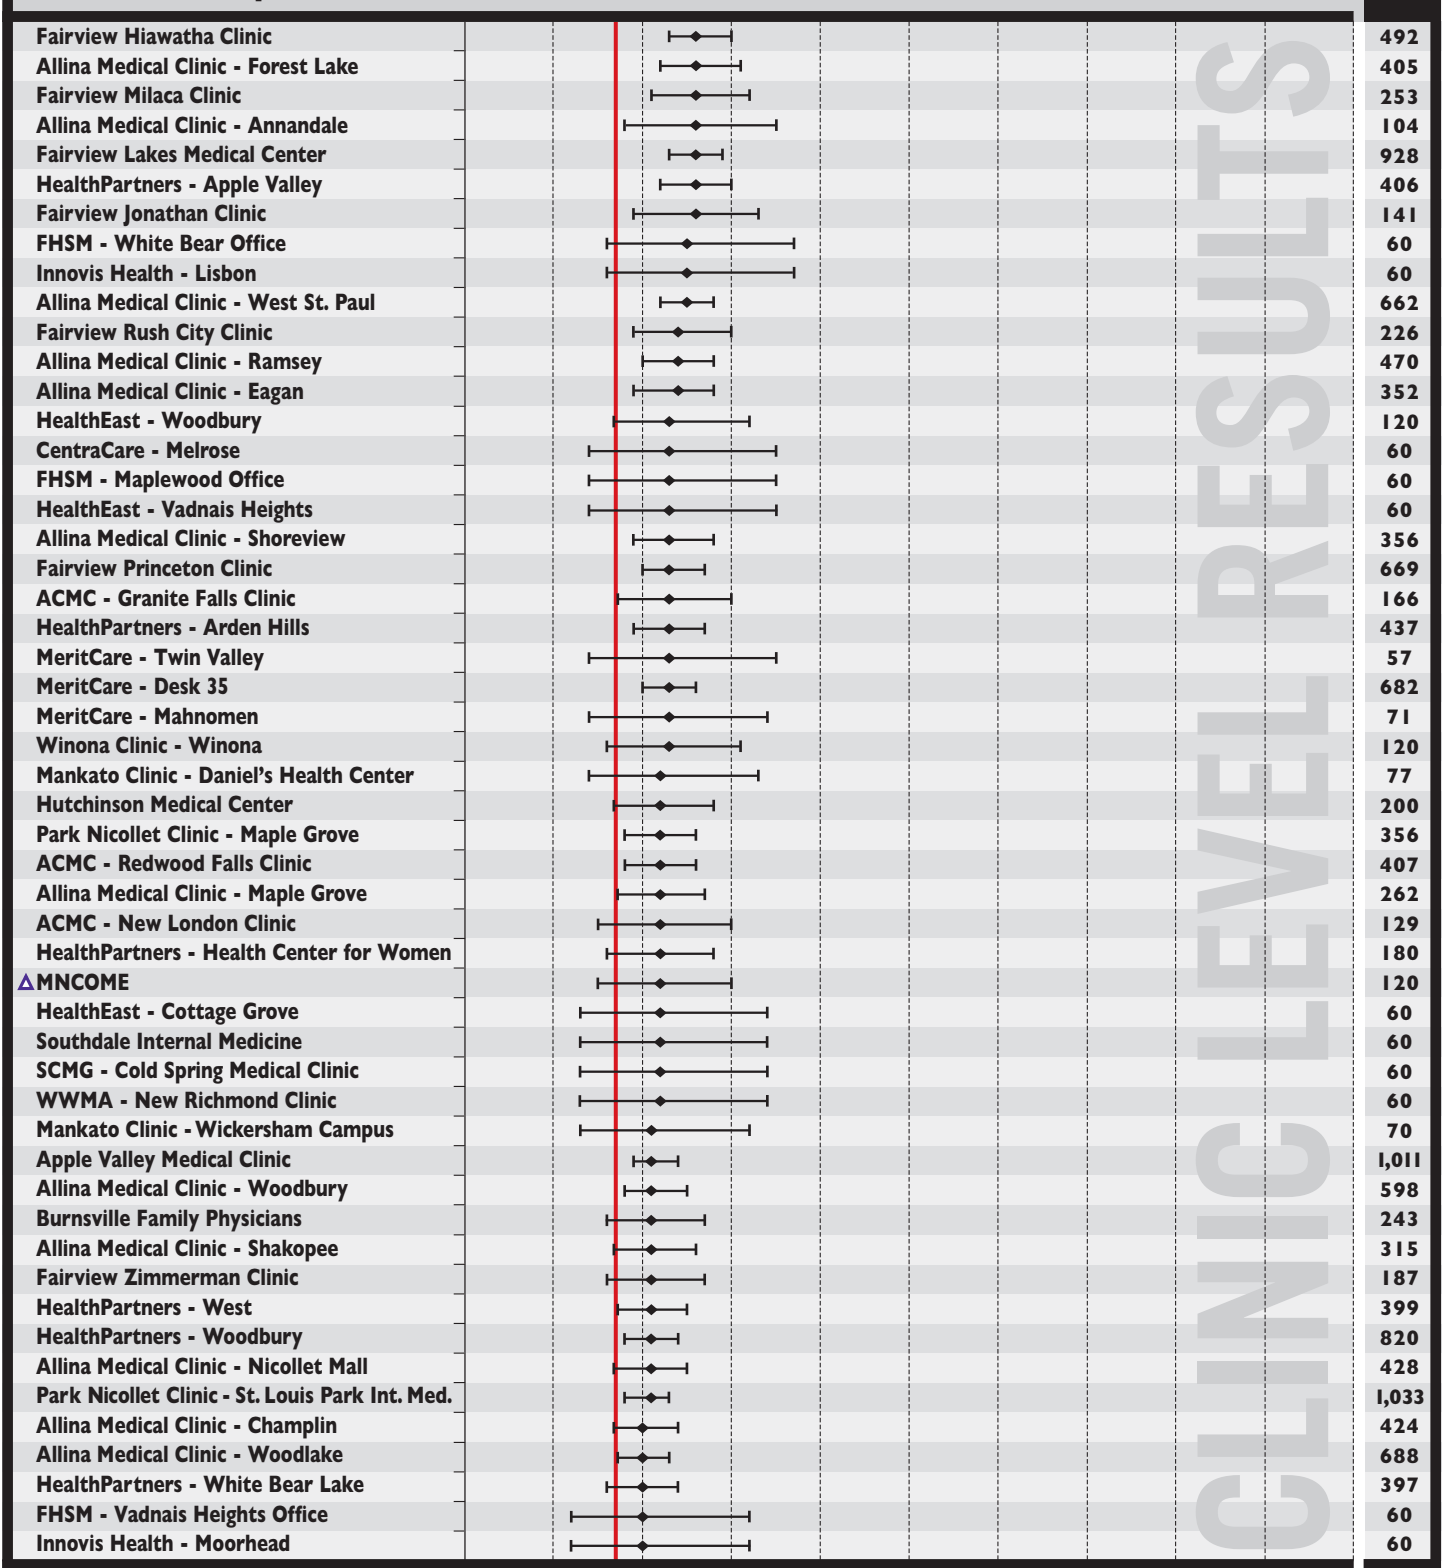 Fairview Hiawatha Clinic 492
Allina Medical Clinic - Forest Lake 405
Fairview Milaca Clinic 253
Allina Medical Clinic - Annandale 104
Fairview Lakes Medical Center 928
HealthPartners - Apple Valley 406
Fairview Jonathan Clinic 141
FHSM - White Bear Office 60
Innovis Health - Lisbon 60
Allina Medical Clinic - West St. Paul 662
Fairview Rush City Clinic 226
Allina Medical Clinic - Ramsey 470
Allina Medical Clinic - Eagan 352
HealthEast - Woodbury 120
CentraCare - Melrose 60
FHSM - Maplewood Office 60
HealthEast - Vadnais Heights 60
Allina Medical Clinic - Shoreview 356
Fairview Princeton Clinic 669
ACMC - Granite Falls Clinic 166
HealthPartners - Arden Hills 437
MeritCare - Twin Valley 57
MeritCare - Desk 35 682
MeritCare - Mahnomen 71
Winona Clinic - Winona 120
Mankato Clinic - Daniel's Health Center 77
Hutchinson Medical Center 200
Park Nicollet Clinic - Maple Grove 356
ACMC - Redwood Falls Clinic 407
Allina Medical Clinic - Maple Grove 262
ACMC - New London Clinic 129
HealthPartners - Health Center for Women 180
MNCOME 120
HealthEast - Cottage Grove 60
Southdale Internal Medicine 60
SCMG - Cold Spring Medical Clinic 60
WWMA - New Richmond Clinic 60
Mankato Clinic - Wickersham Campus 70
Apple Valley Medical Clinic 1,011
Allina Medical Clinic - Woodbury 598
Burnsville Family Physicians 243
Allina Medical Clinic - Shakopee 315
Fairview Zimmerman Clinic 187
HealthPartners - West 399
HealthPartners - Woodbury 820
Allina Medical Clinic - Nicollet Mall 428
Park Nicollet Clinic - St. Louis Park Int. Med. 1,033
Allina Medical Clinic - Champlin 424
Allina Medical Clinic - Woodlake 688
HealthPartners - White Bear Lake 397
FHSM - Vadnais Heights Office 60
Innovis Health - Moorhead 60
CLINIC LEVEL RESULTS